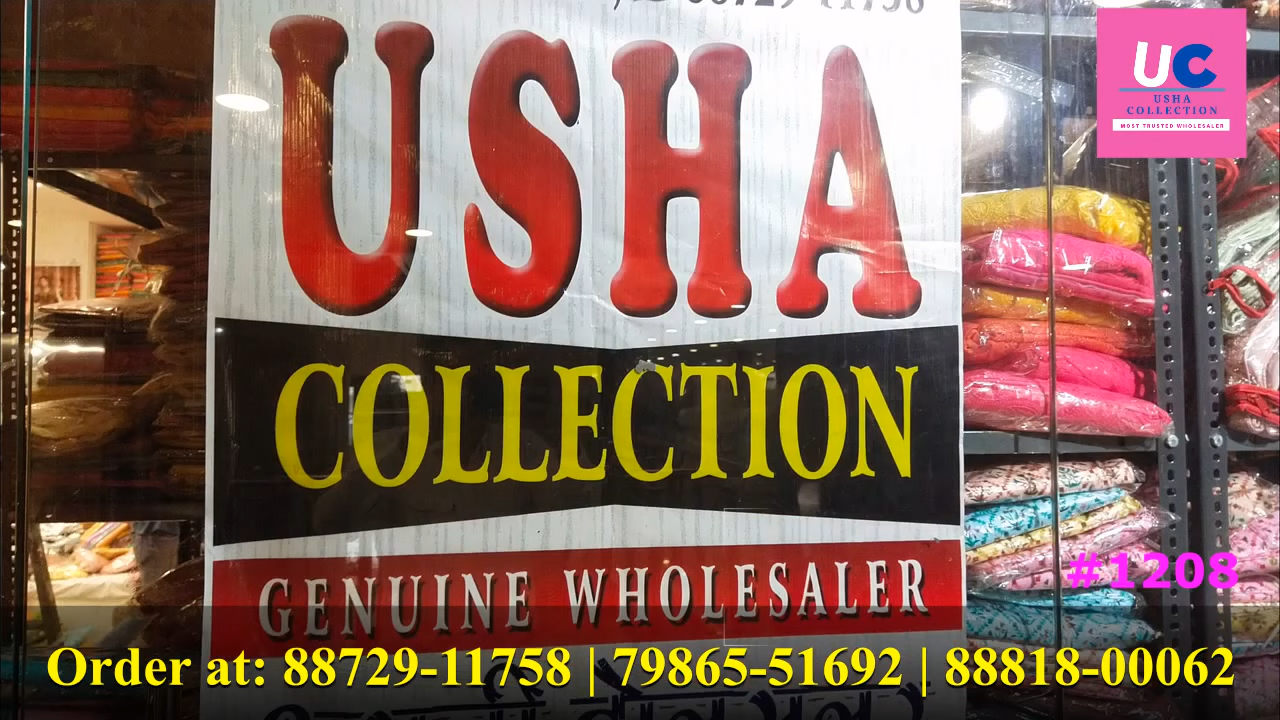 USHA
COLLECTION
GENUINE WHOLESALER
UC
USHA
COLLECTION
MOST TRUSTED WHOLESALER
#1208
Order at: 88729-11758 | 79865-51692 | 88818-00062